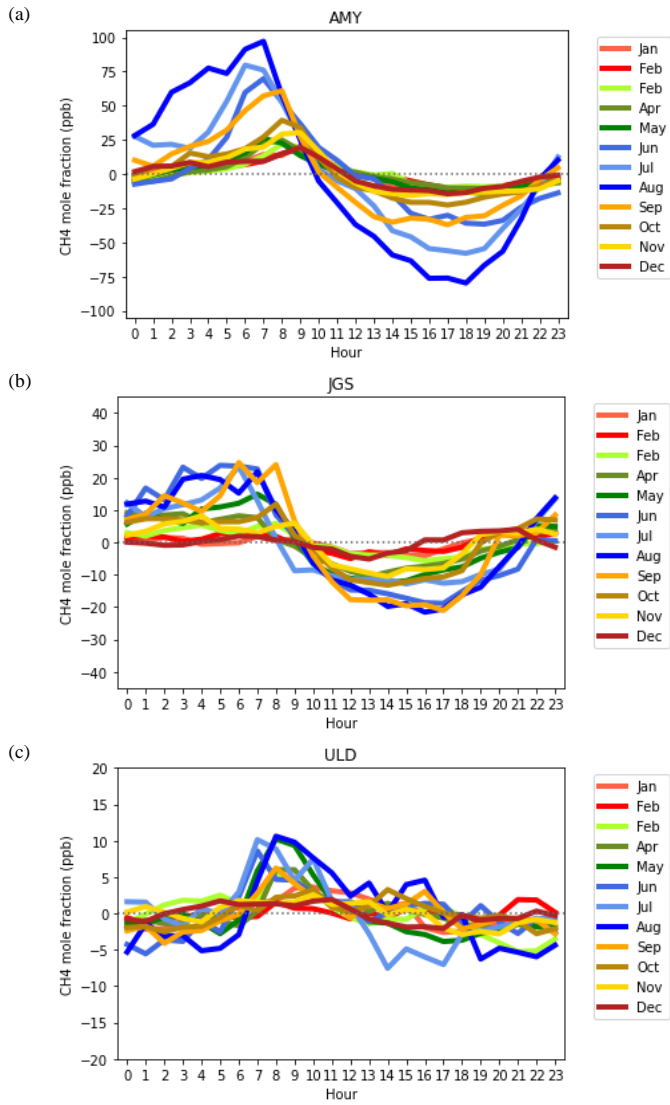 (a)
AMY
CH4 mole fraction (ppb)
100
75
50
25
0
−25
−50
−75
−100
0 1 2 3 4 5 6 7 8 9 10 11 12 13 14 15 16 17 18 19 20 21 22 23
Hour
Jan
Feb
Feb
Apr
May
Jun
Jul
Aug
Sep
Oct
Nov
Dec
(b)
JGS
CH4 mole fraction (ppb)
40
30
20
10
0
−10
−20
−30
−40
0 1 2 3 4 5 6 7 8 9 10 11 12 13 14 15 16 17 18 19 20 21 22 23
Hour
Jan
Feb
Feb
Apr
May
Jun
Jul
Aug
Sep
Oct
Nov
Dec
(c)
ULD
CH4 mole fraction (ppb)
20
15
10
5
0
−5
−10
−15
−20
0 1 2 3 4 5 6 7 8 9 10 11 12 13 14 15 16 17 18 19 20 21 22 23
Hour
Jan
Feb
Feb
Apr
May
Jun
Jul
Aug
Sep
Oct
Nov
Dec